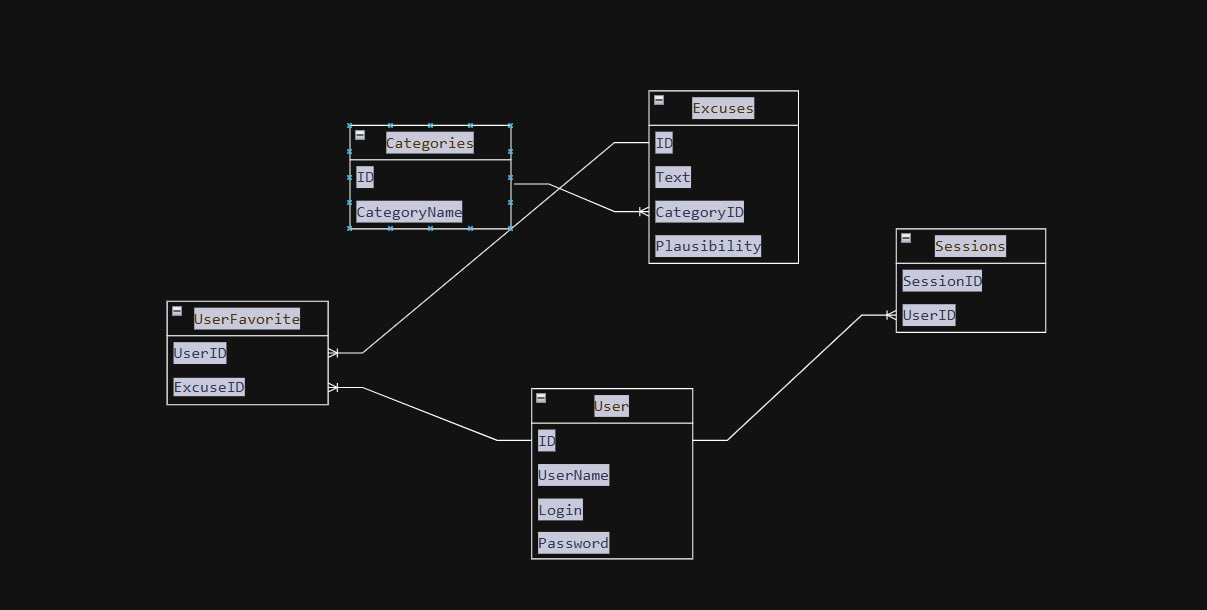 Categories
ID
CategoryName
Excuses
ID
Text
CategoryID
Plausibility
Sessions
SessionID
UserID
UserFavorite
UserID
ExcuseID
User
ID
UserName
Login
Password